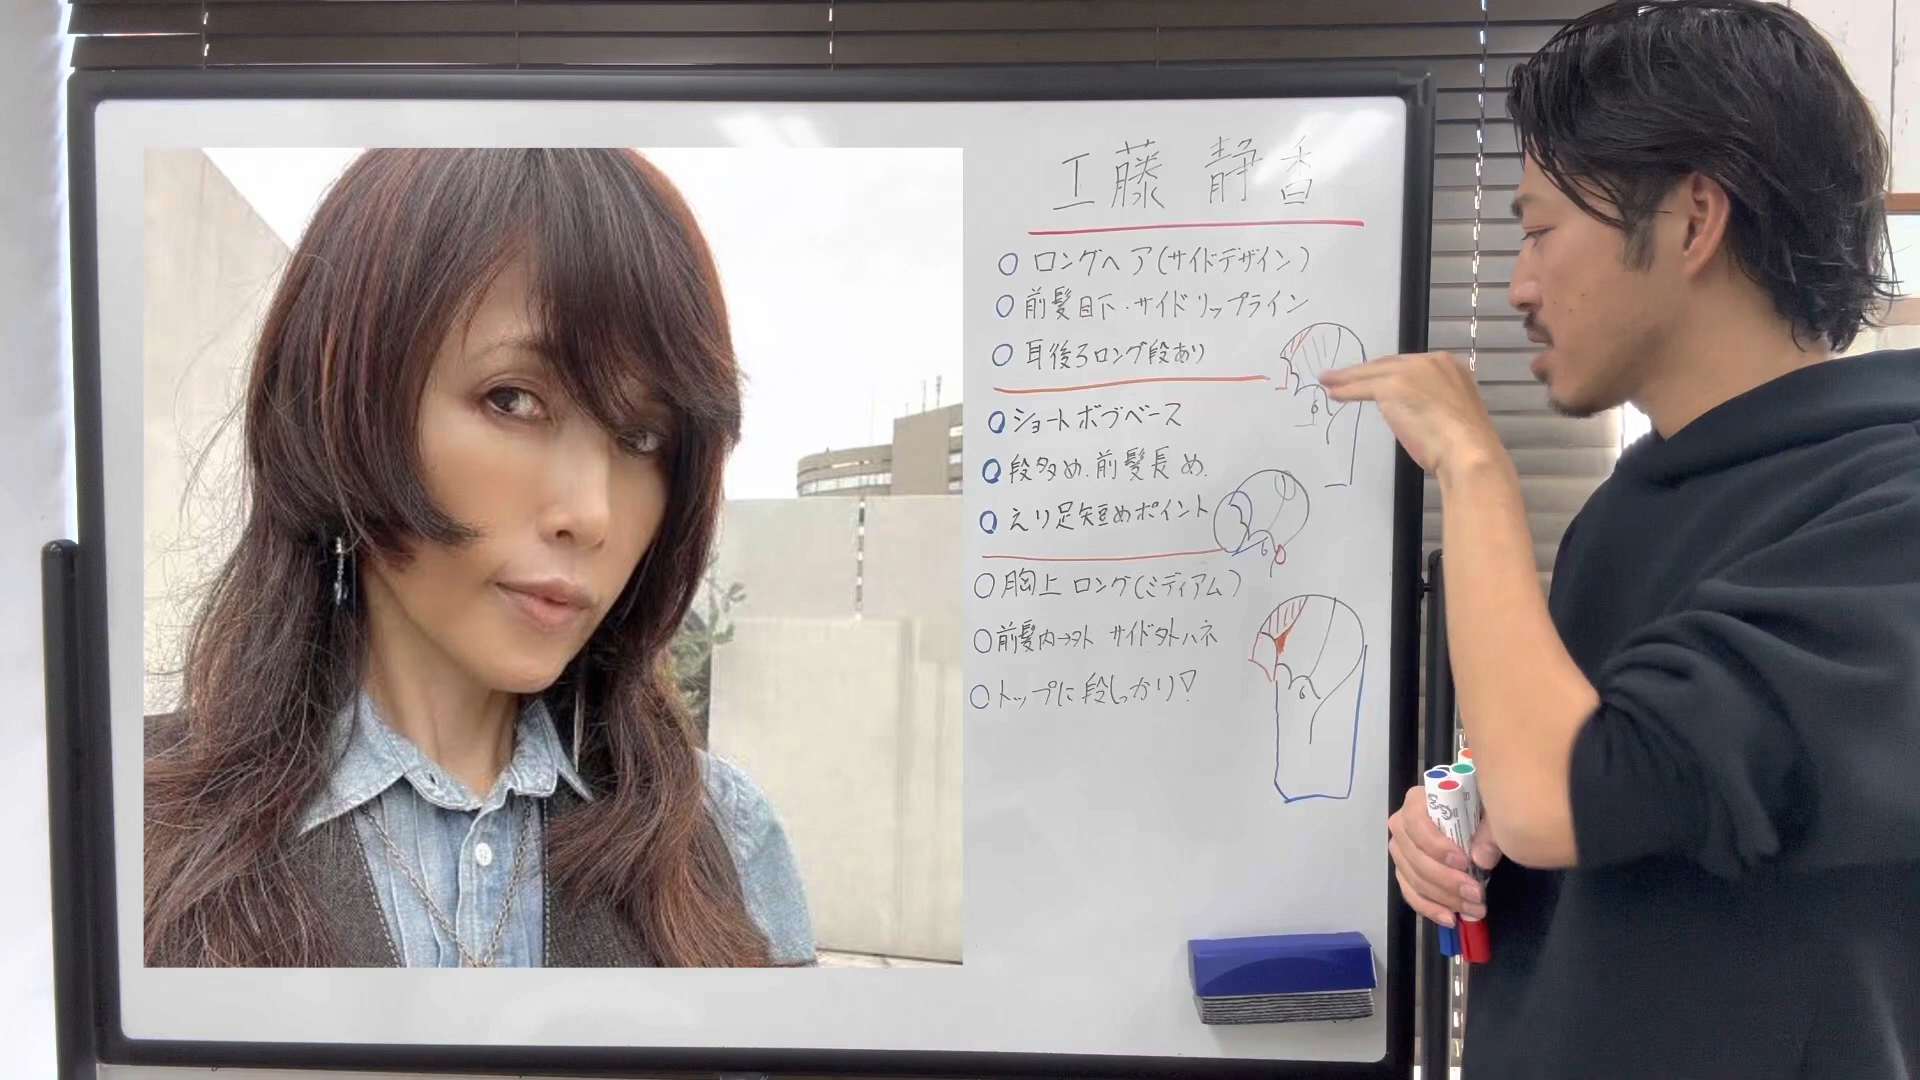 工藤 静香
ロングヘア(サイドデザイン)
前髪目下・サイドリップライン
耳後ろロング段あり
ショートボブベース
段多め.前髪長め.
えり足短めポイント
胸上 ロング(ミディアム)
前髪内→外 サイド外ハネ
トップに段しっかり!
6
6
6